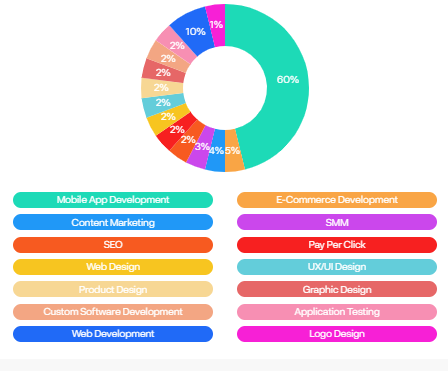 1%
10%
2%
2%
60%
2%
2%
2%
2%
2%
2%
3%
4%
5%
Mobile App Development
E-Commerce Development
Content Marketing
SMM
SEO
Pay Per Click
Web Design
UX/UI Design
Product Design
Graphic Design
Custom Software Development
Application Testing
Web Development
Logo Design